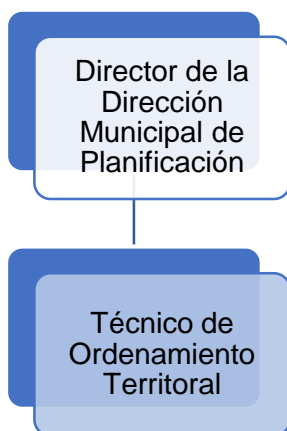 Director de la
Dirección
Municipal de
Planificación
Técnico de
Ordenamiento
Territoral